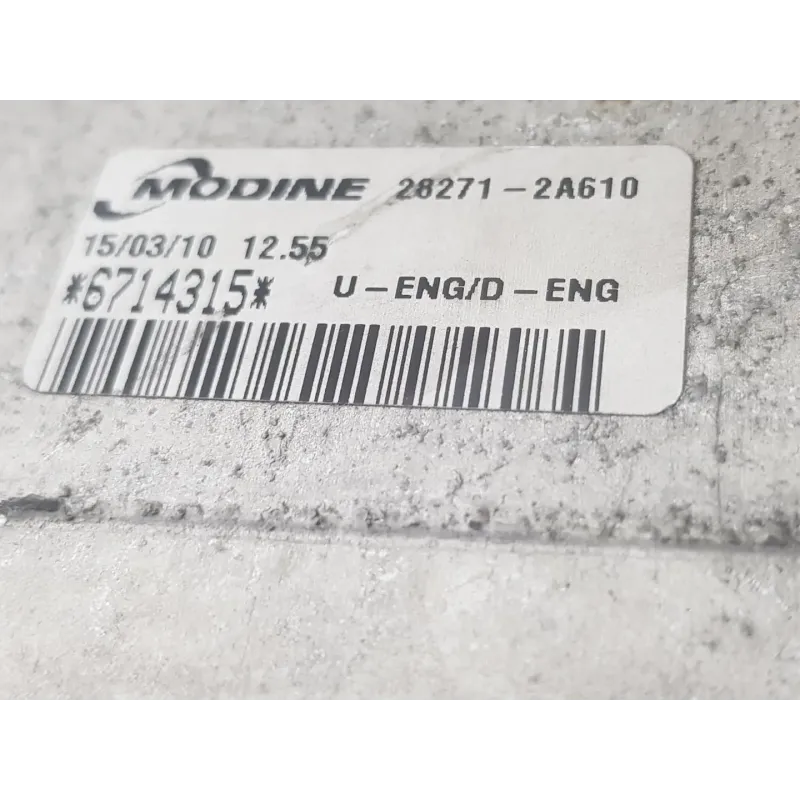 MODINE 28271-2A610
15/03/10 12.55
*6714315* U-ENG/D-ENG